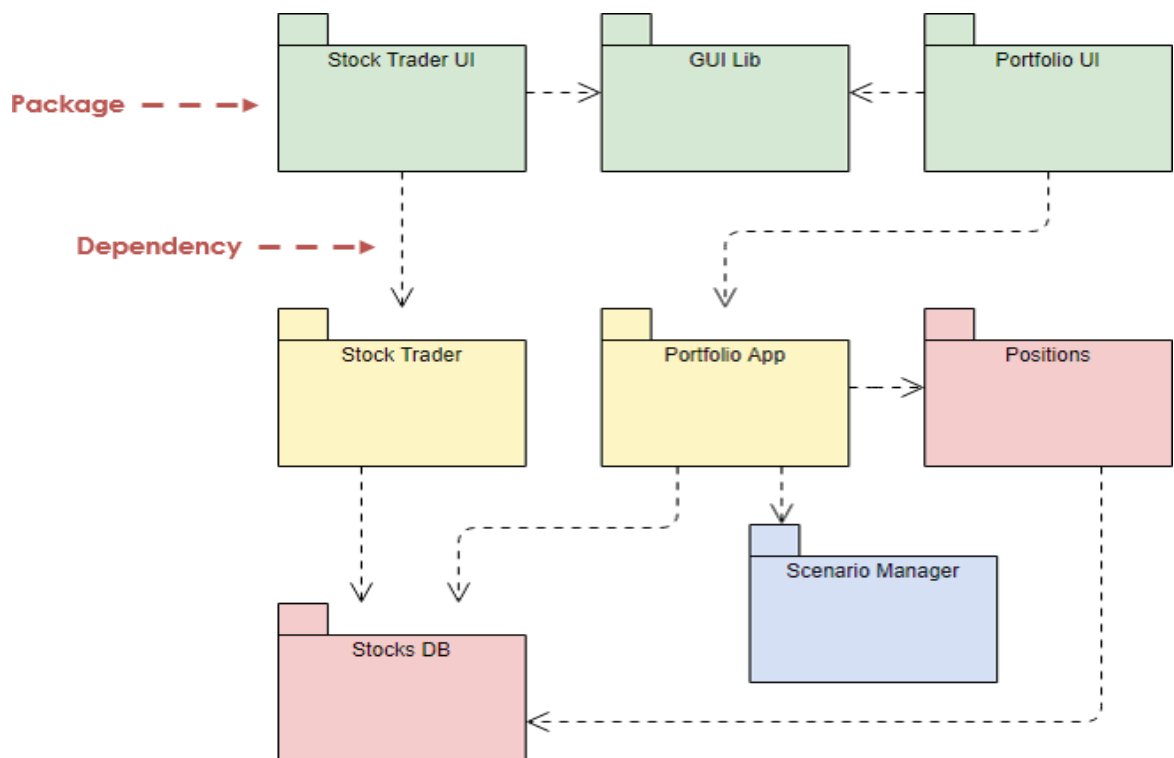 Stock Trader UI
GUI Lib
Portfolio UI
Package
Dependency
Stock Trader
Portfolio App
Positions
Scenario Manager
Stocks DB